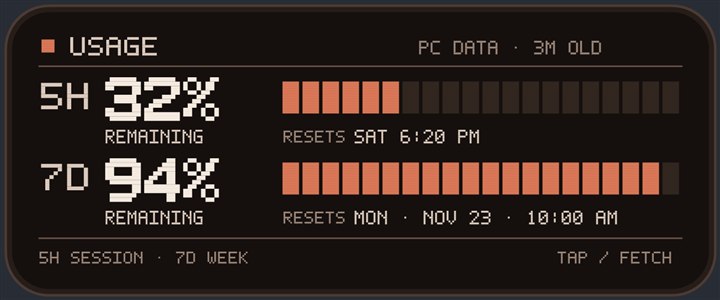 USAGE PC DATA · 3M OLD
5H 32% REMAINING
RESETS SAT 6:20 PM
7D 94% REMAINING
RESETS MON · NOV 23 · 10:00 AM
5H SESSION · 7D WEEK TAP / FETCH